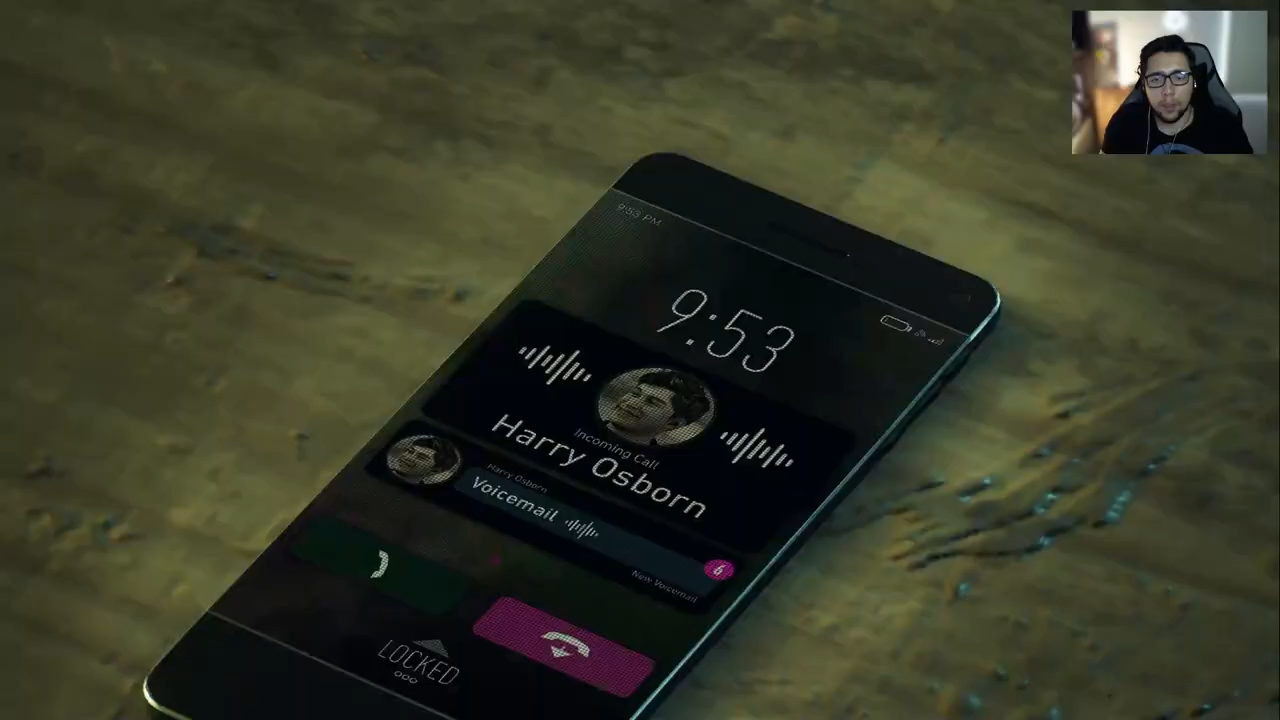 9:53 PM
9:53
Incoming Call
Harry Osborn
Harry Osborn
Voicemail
6
New Voicemail
LOCKED